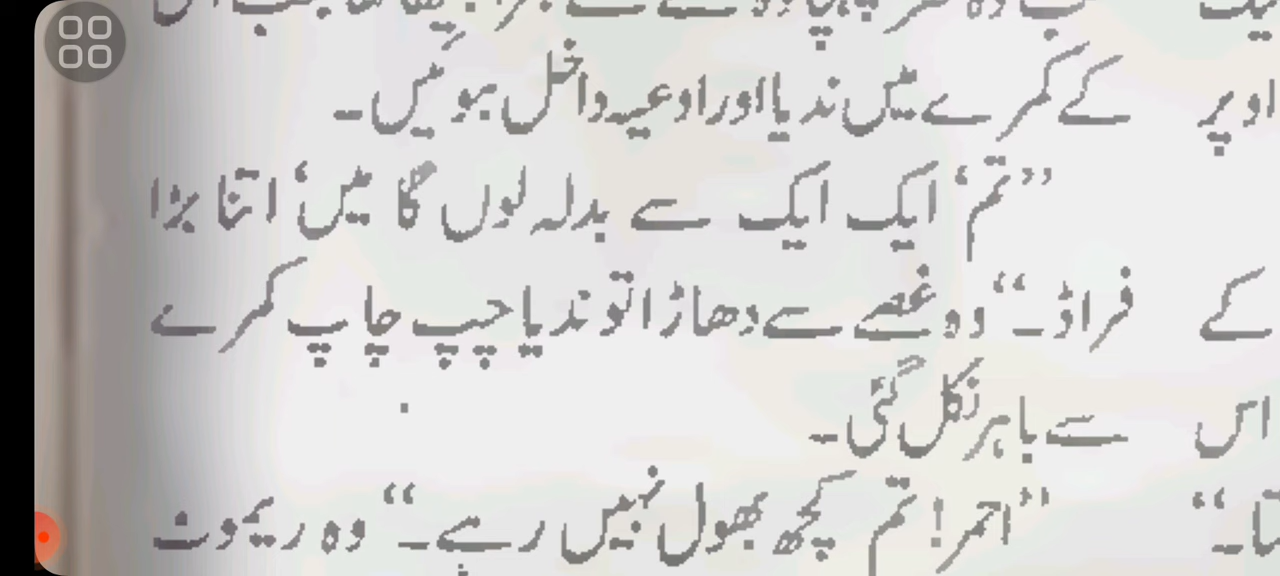 کے کمرے میں ندیا اور ادعیہ داخل ہوئیں۔
’’تم‘ ایک ایک سے بدلہ لوں گا میں‘ اتنا بڑا
فراڈ۔‘‘ وہ غصے سے دھاڑا تو ندیا چپ چاپ کمرے
سے باہر نکل گئی۔
’’احمر! تم کچھ بھول نہیں رہے۔‘‘ وہ ریموٹ
اوپر
کے
اس